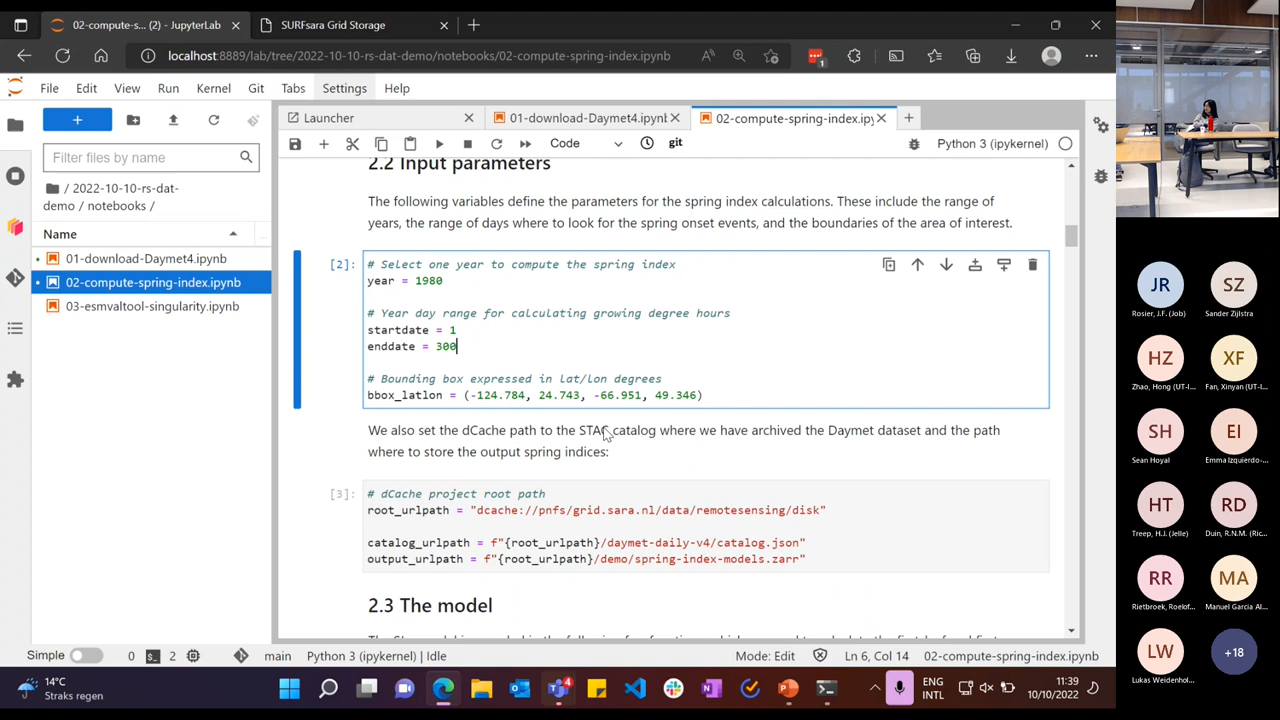 02-compute-s... (2) - JupyterLab
SURFsara Grid Storage
localhost:8889/lab/tree/2022-10-10-rs-dat-demo/notebooks/02-compute-spring-index.ipynb
1
File Edit View Run Kernel Git Tabs Settings Help
Launcher
01-download-Daymet4.ipynb
02-compute-spring-index.ipy
Code
git
Python 3 (ipykernel)
Filter files by name
/ 2022-10-10-rs-dat-
demo / notebooks /
Name
01-download-Daymet4.ipynb
02-compute-spring-index.ipynb
03-esmvaltool-singularity.ipynb
2.2 Input parameters
The following variables define the parameters for the spring index calculations. These include the range of
years, the range of days where to look for the spring onset events, and the boundaries of the area of interest.
[2]:
# Select one year to compute the spring index
year = 1980
# Year day range for calculating growing degree hours
startdate = 1
enddate = 300
# Bounding box expressed in lat/lon degrees
bbox_latlon = (-124.784, 24.743, -66.951, 49.346)
We also set the dCache path to the STAC catalog where we have archived the Daymet dataset and the path
where to store the output spring indices:
[3]:
# dCache project root path
root_urlpath = "dcache://pnfs/grid.sara.nl/data/remotesensing/disk"
catalog_urlpath = f"{root_urlpath}/daymet-daily-v4/catalog.json"
output_urlpath = f"{root_urlpath}/demo/spring-index-models.zarr"
2.3 The model
Simple 0 2 main Python 3 (ipykernel) | Idle
Mode: Edit Ln 6, Col 14 02-compute-spring-index.ipynb
14°C
Straks regen
4
ENG
INTL
11:39
10/10/2022
JR
Rosier, J.F. (Job)
SZ
Sander Zijlstra
HZ
Zhao, Hong (UT-I...
XF
Fan, Xinyan (UT-...
SH
Sean Hoyal
EI
Emma Izquierdo-...
HT
Treep, H.J. (Jelle)
RD
Duin, R.N.M. (Ric...
RR
Rietbroek, Roelof...
MA
Manuel Garcia Al...
LW
Lukas Weidenhol...
+18